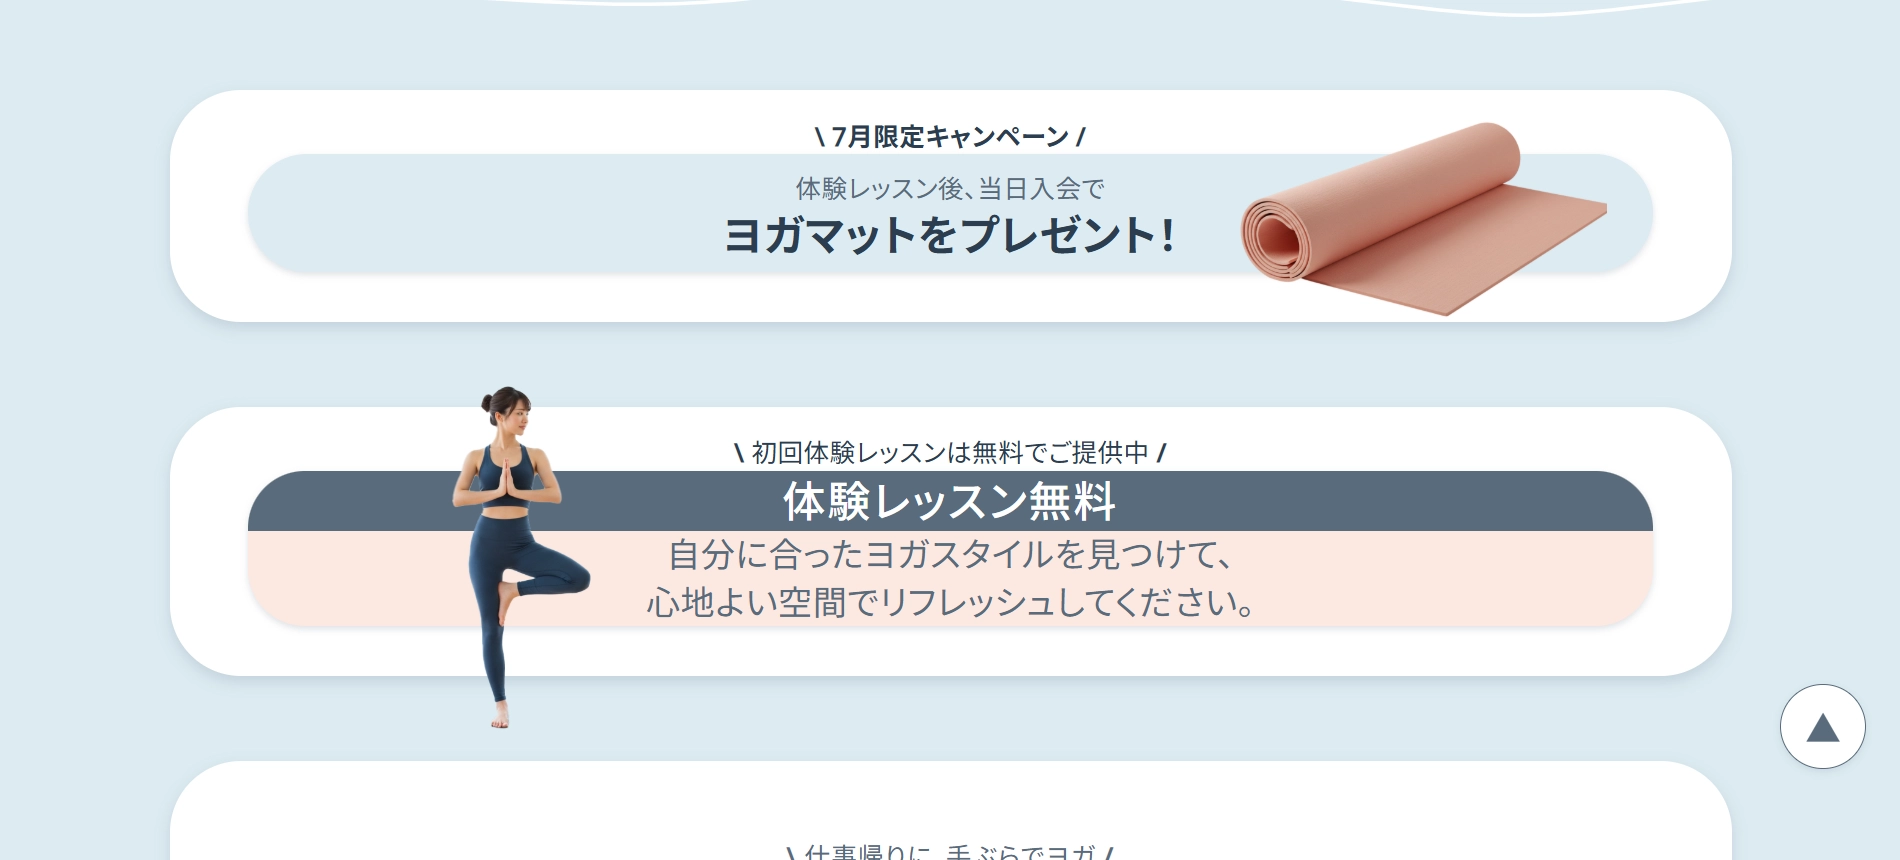 \ 7月限定キャンペーン /
体験レッスン後、当日入会で
ヨガマットをプレゼント！
\ 初回体験レッスンは無料でご提供中 /
体験レッスン無料
自分に合ったヨガスタイルを見つけて、
心地よい空間でリフレッシュしてください。
\ 仕事帰りに、手ぶらでヨガ /